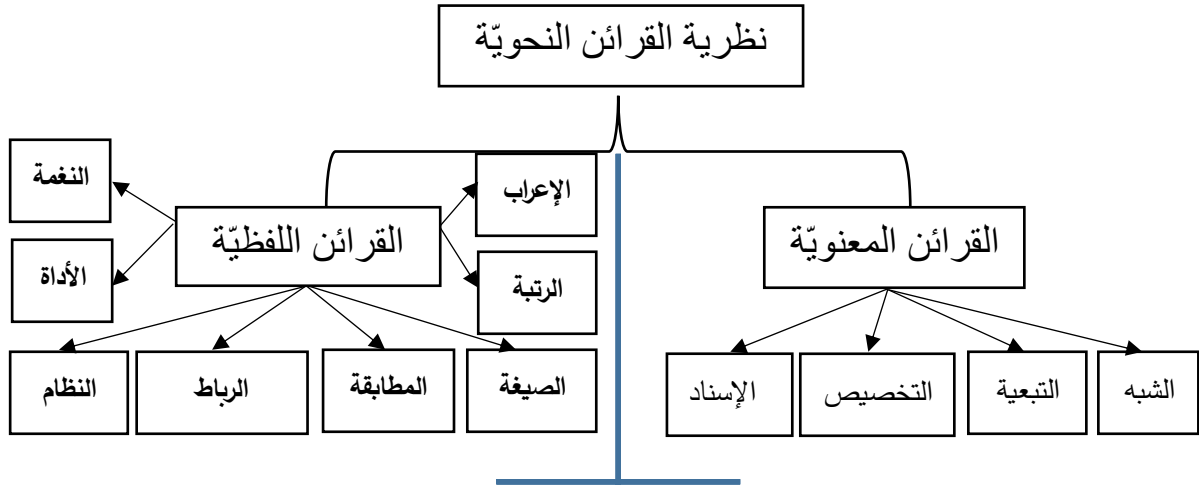 نظرية القرائن النحويّة
القرائن المعنويّة
القرائن اللفظيّة
الإعراب
النغمة
الرتبة
الأداة
الشبه
التبعية
التخصيص
الإسناد
الصيغة
المطابقة
الرباط
النظام